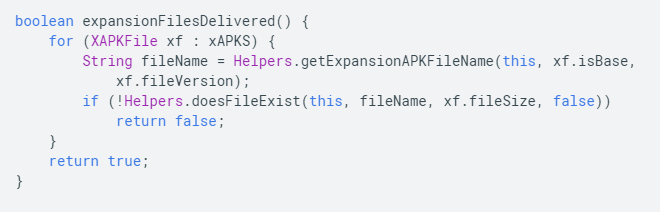 boolean expansionFilesDelivered() {
    for (XAPKFile xf : xAPKS) {
        String fileName = Helpers.getExpansionAPKFileName(this, xf.isBase,
            xf.fileVersion);
        if (!Helpers.doesFileExist(this, fileName, xf.fileSize, false))
            return false;
    }
    return true;
}